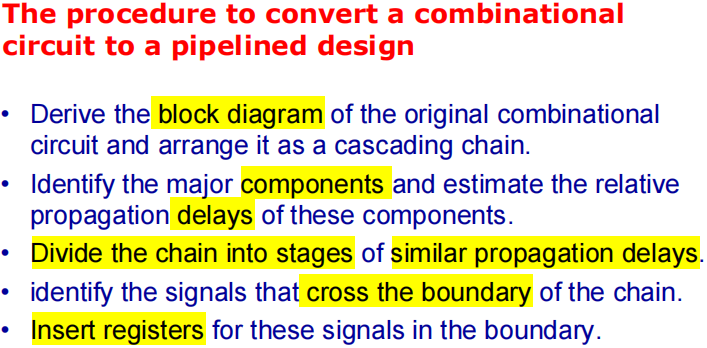 The procedure to convert a combinational
circuit to a pipelined design
• Derive the block diagram of the original combinational
circuit and arrange it as a cascading chain.
• Identify the major components and estimate the relative
propagation delays of these components.
• Divide the chain into stages of similar propagation delays.
• identify the signals that cross the boundary of the chain.
• Insert registers for these signals in the boundary.